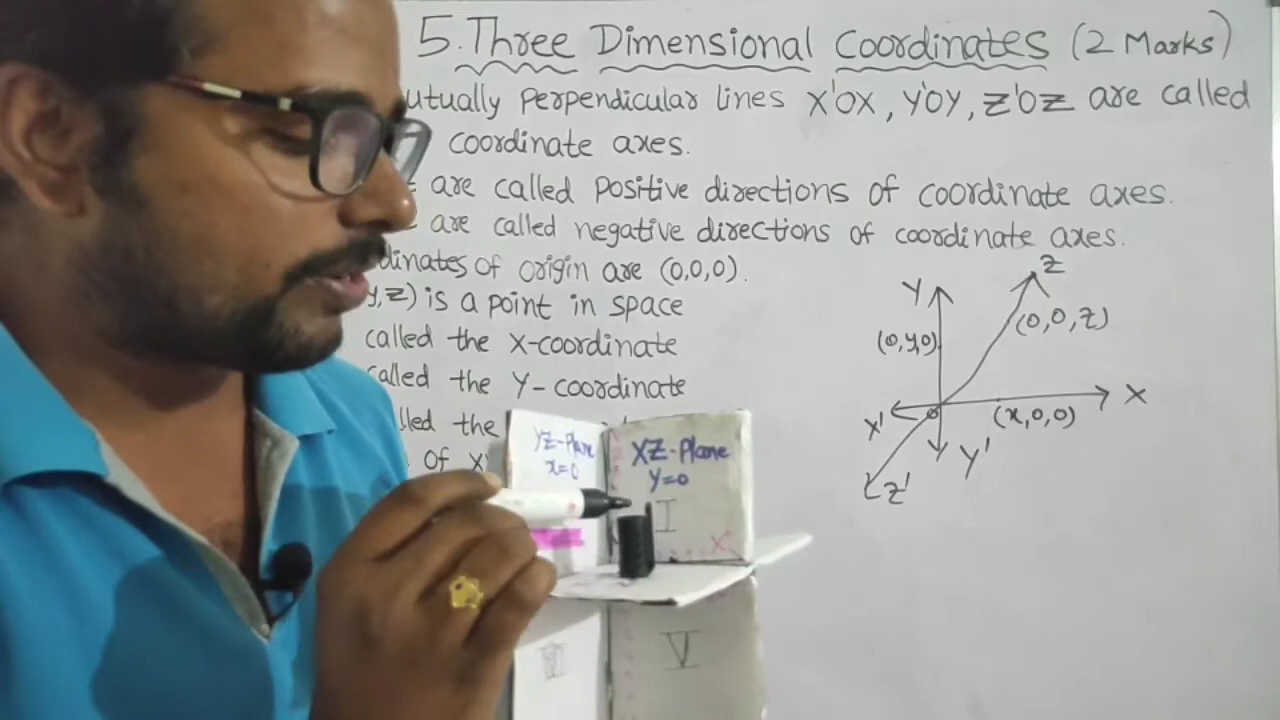 5. Three Dimensional Coordinates (2 Marks)
utually perpendicular lines X'OX, Y'OY, Z'OZ are called
coordinate axes.
are called positive directions of coordinate axes.
are called negative directions of coordinate axes.
dinates of origin are (0,0,0).
y,z) is a point in space
called the X-coordinate
called the Y-coordinate
lled the
of X
Y
Z
(0,y,0)
(0,0,z)
X
X'
(x,0,0)
O
Y'
Z'
YZ-Plane
x=0
XZ-Plane
Y=0
I
X
V